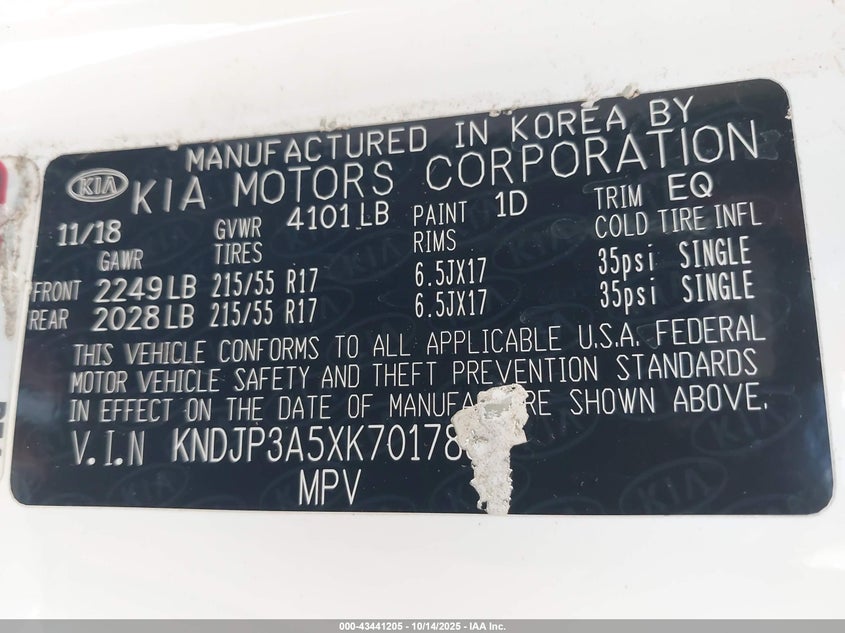 MANUFACTURED IN KOREA BY
KIA KIA MOTORS CORPORATION
11/18 GVWR 4101 LB PAINT 1D TRIM EQ
GAWR TIRES RIMS COLD TIRE INFL
FRONT 2249 LB 215/55 R17 6.5JX17 35psi SINGLE
REAR 2028 LB 215/55 R17 6.5JX17 35psi SINGLE
THIS VEHICLE CONFORMS TO ALL APPLICABLE U.S.A. FEDERAL
MOTOR VEHICLE SAFETY AND THEFT PREVENTION STANDARDS
IN EFFECT ON THE DATE OF MANUFACTURE SHOWN ABOVE.
V.I.N KNDJP3A5XK70178
MPV
000-43441205 - 10/14/2025 - IAA Inc.